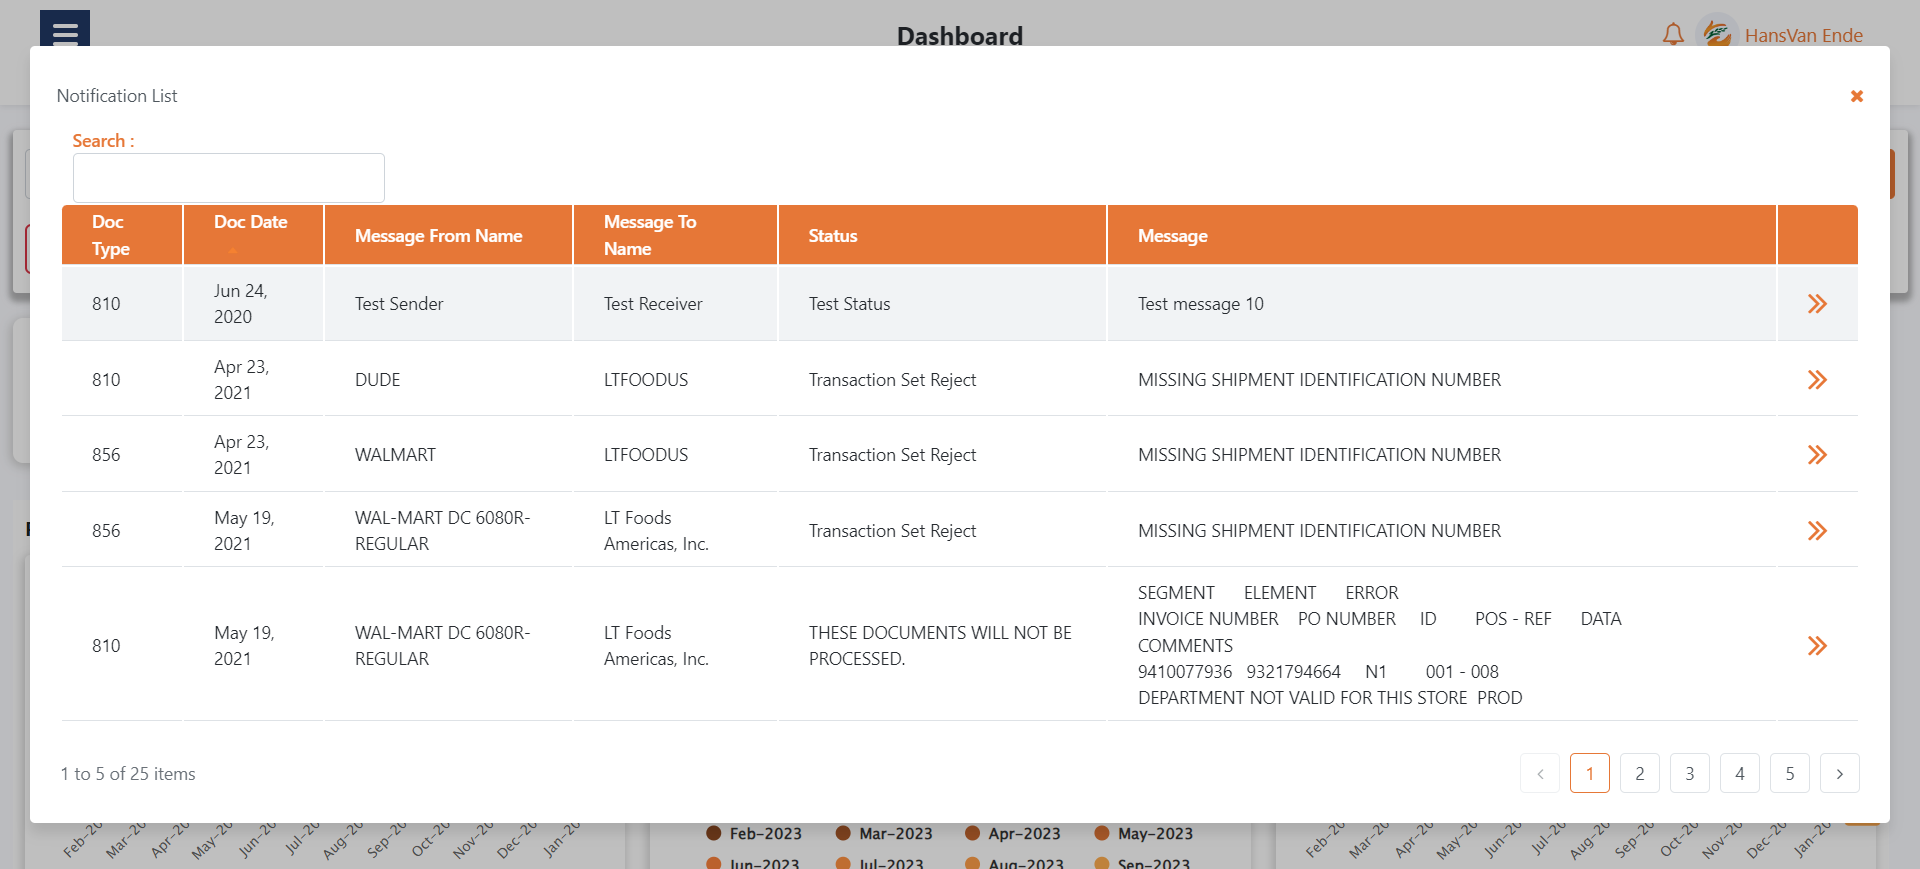 Dashboard
HansVan Ende
Notification List
Search :
Doc Type
Doc Date
Message From Name
Message To Name
Status
Message
810
Jun 24, 2020
Test Sender
Test Receiver
Test Status
Test message 10
810
Apr 23, 2021
DUDE
LTFOODUS
Transaction Set Reject
MISSING SHIPMENT IDENTIFICATION NUMBER
856
Apr 23, 2021
WALMART
LTFOODUS
Transaction Set Reject
MISSING SHIPMENT IDENTIFICATION NUMBER
856
May 19, 2021
WAL-MART DC 6080R-
REGULAR
LT Foods
Americas, Inc.
Transaction Set Reject
MISSING SHIPMENT IDENTIFICATION NUMBER
810
May 19, 2021
WAL-MART DC 6080R-
REGULAR
LT Foods
Americas, Inc.
THESE DOCUMENTS WILL NOT BE
PROCESSED.
SEGMENT ELEMENT ERROR
INVOICE NUMBER PO NUMBER ID POS - REF DATA
COMMENTS
9410077936 9321794664 N1 001 - 008
DEPARTMENT NOT VALID FOR THIS STORE PROD
1 to 5 of 25 items
‹ 1 2 3 4 5 ›
Feb-20 Mar-20 Apr-20 May-20 Jun-20 Jul-20 Aug-20 Sep-20 Oct-20 Nov-20 Dec-20 Jan-20
Feb-2023 Mar-2023 Apr-2023 May-2023
Jun-2023 Jul-2023 Aug-2023 Sep-2023
Feb-20 Mar-20 Apr-20 May-20 Jun-20 Jul-20 Aug-20 Sep-20 Oct-20 Nov-20 Dec-20 Jan-20